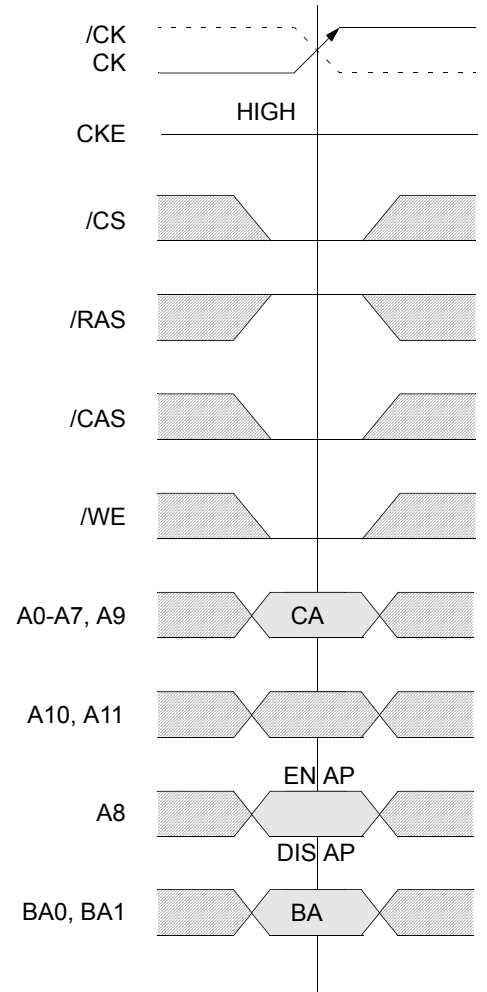 /CK
CK
HIGH
CKE
/CS
/RAS
/CAS
/WE
A0-A7, A9 CA
A10, A11
EN AP
A8
DIS AP
BA0, BA1 BA